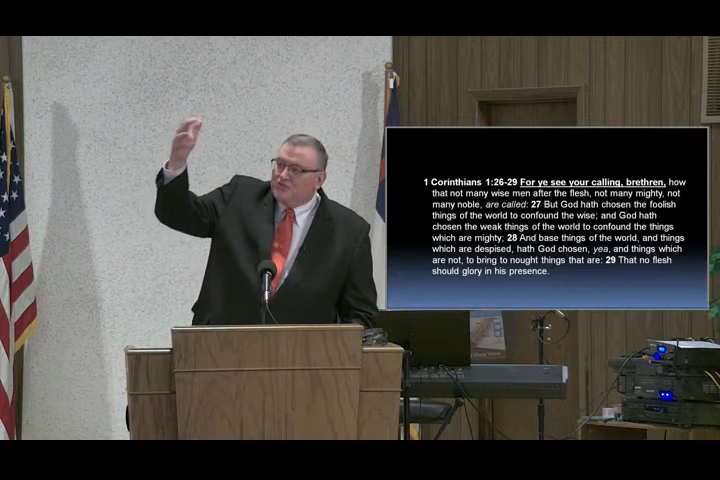 1 Corinthians 1:26-29 For ye see your calling, brethren, how
that not many wise men after the flesh, not many mighty, not
many noble, are called: 27 But God hath chosen the foolish
things of the world to confound the wise; and God hath
chosen the weak things of the world to confound the things
which are mighty; 28 And base things of the world, and things
which are despised, hath God chosen, yea, and things which
are not, to bring to nought things that are: 29 That no flesh
should glory in his presence.